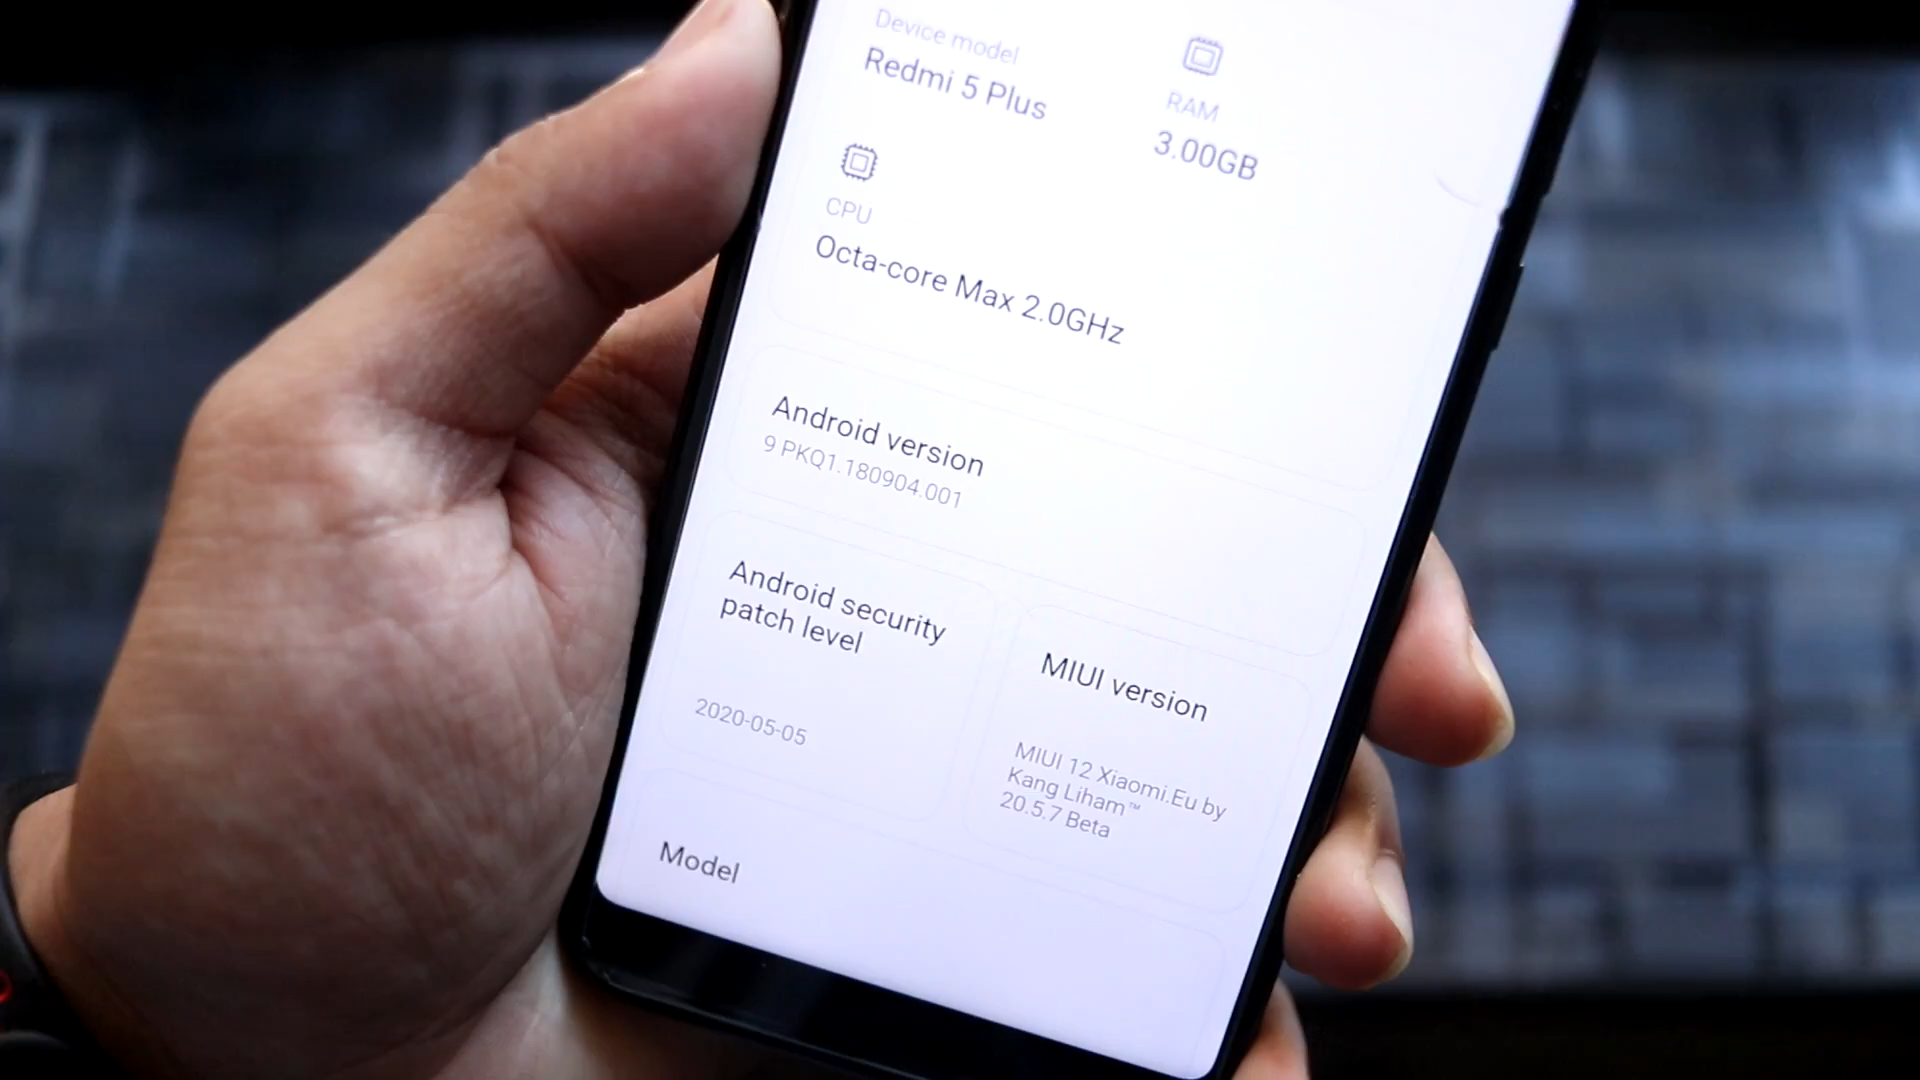 Device model
Redmi 5 Plus
RAM
3.00GB
CPU
Octa-core Max 2.0GHz
Android version
9 PKQ1.180904.001
Android security
patch level
2020-05-05
MIUI version
MIUI 12 Xiaomi.Eu by
Kang Liham™
20.5.7 Beta
Model